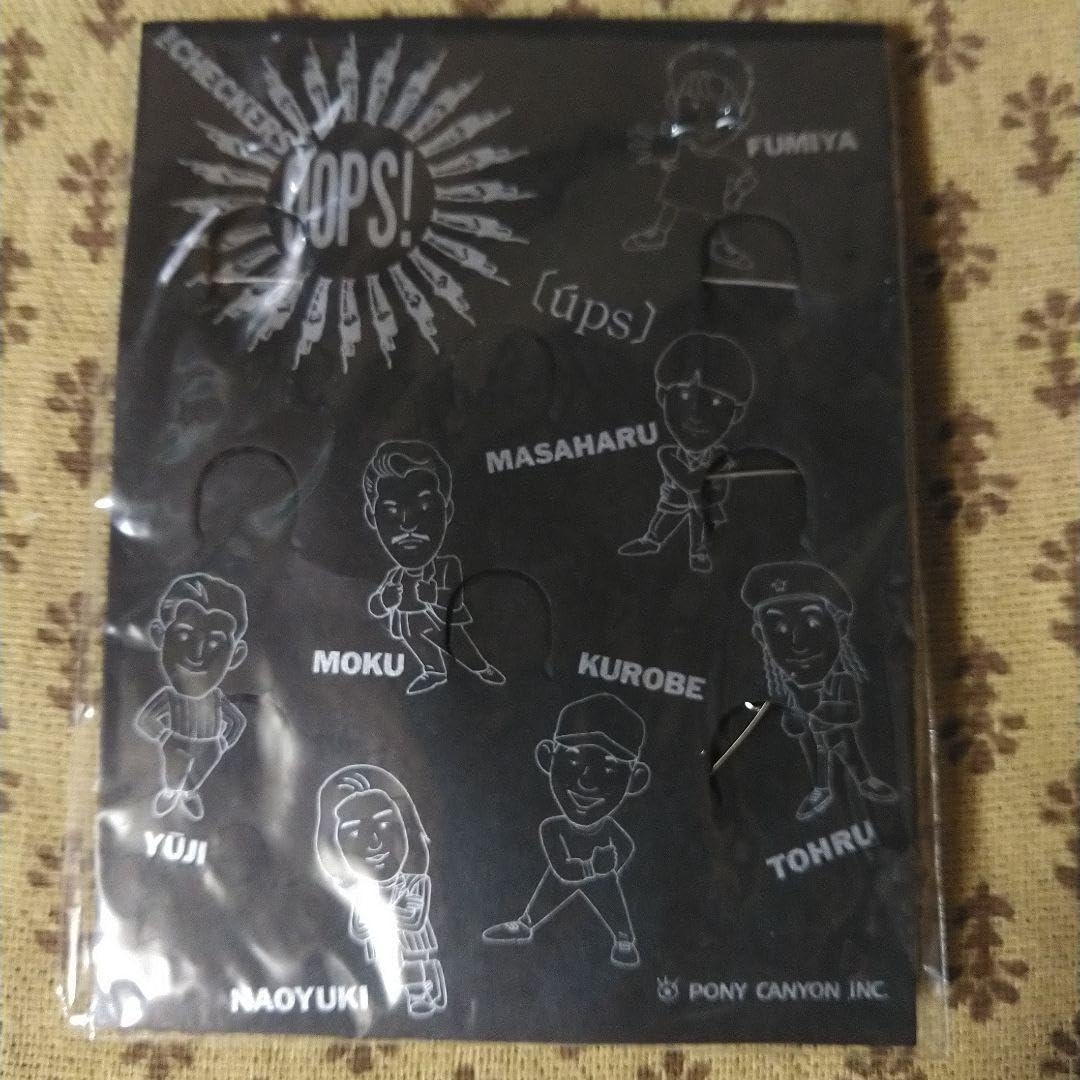 CHECKERS
OOPS!
FUMIYA
[úps]
MASAHARU
MOKU
KUROBE
YŪJI
TOHRU
NAOYUKI
PONY CANYON INC.